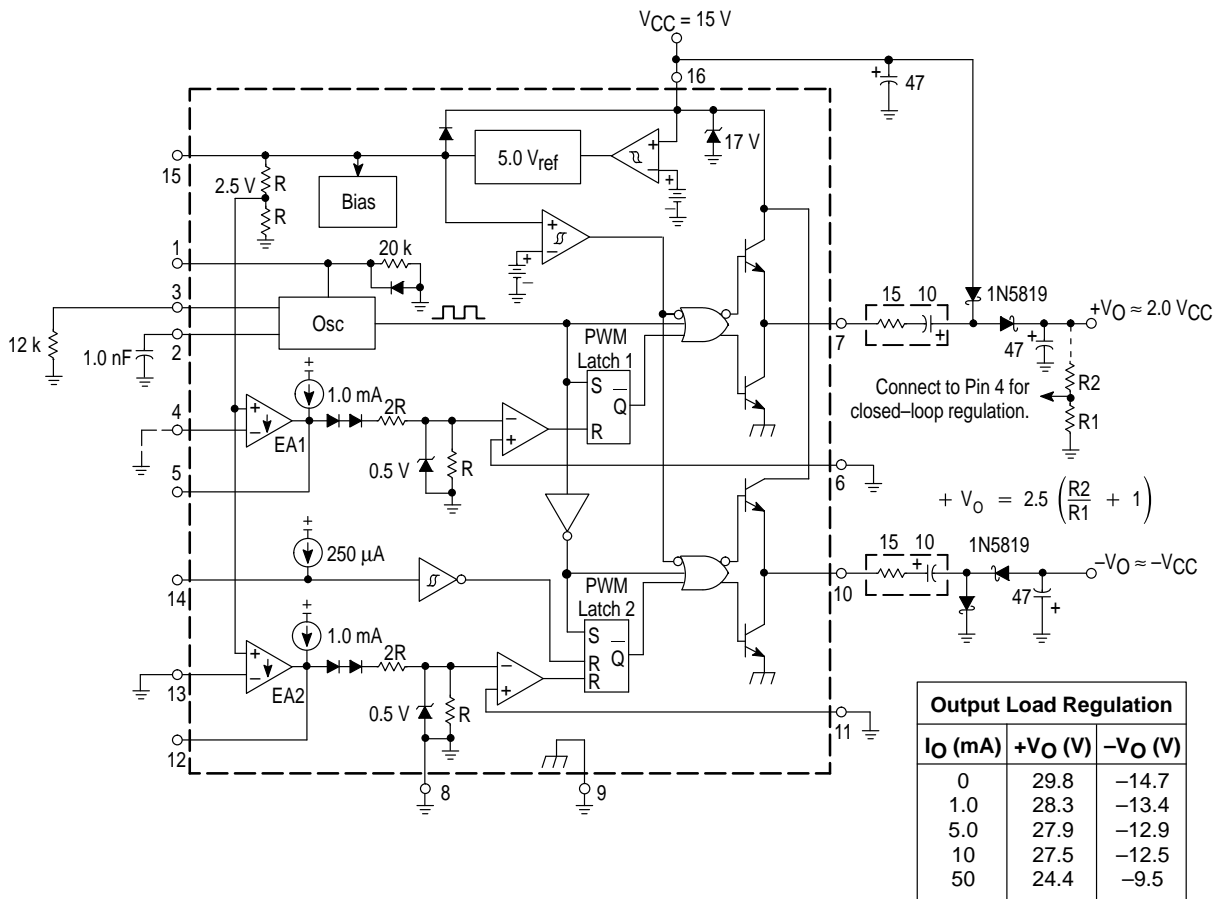 VCC = 15 V
16
47
+
15
2.5 V
R
R
Bias
5.0 Vref
+
–
+
–
17 V
+
–
+
–
1
20 k
3
12 k
2
1.0 nF
Osc
PWM
Latch 1
S
Q
R
7
15
10
+
1N5819
+VO ≈ 2.0 VCC
47
+
R2
R1
Connect to Pin 4 for
closed–loop regulation.
+
1.0 mA
4
+
–
EA1
2R
0.5 V
R
–
+
5
6
+ VO = 2.5 (R2/R1 + 1)
+
250 µA
14
PWM
Latch 2
S
R
R
Q
10
15
10
+
1N5819
–VO ≈ –VCC
47
+
+
1.0 mA
13
+
–
EA2
2R
0.5 V
R
–
+
12
11
8
9
Output Load Regulation
IO (mA) +VO (V) –VO (V)
0 29.8 –14.7
1.0 28.3 –13.4
5.0 27.9 –12.9
10 27.5 –12.5
50 24.4 –9.5